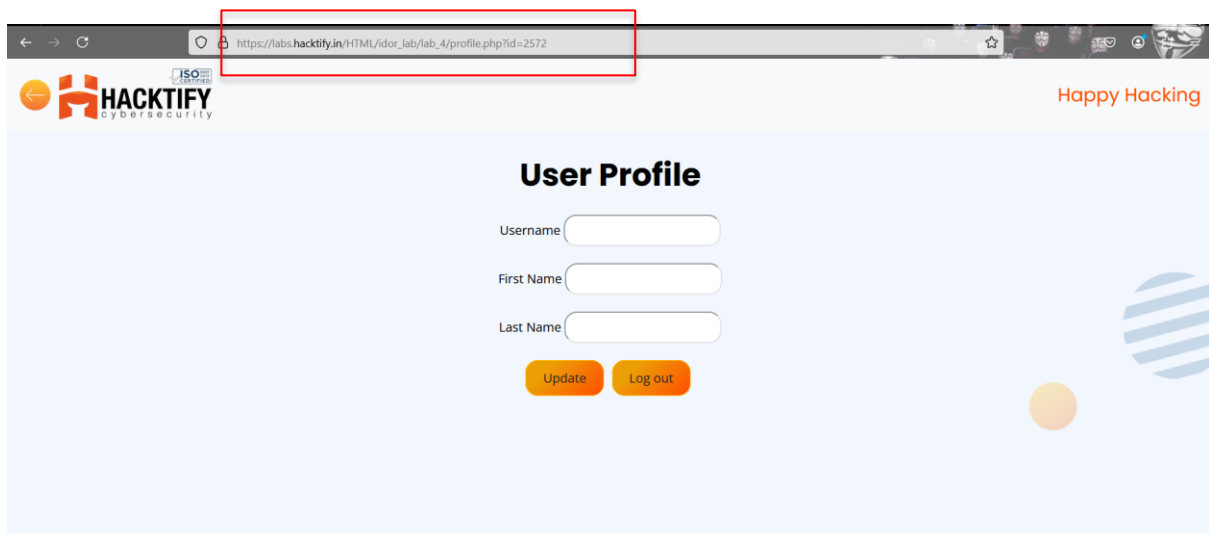 https://labs.hacktify.in/HTML/idor_lab/lab_4/profile.php?id=2572
ISO
CERTIFIED
HACKTIFY
cybersecurity
Happy Hacking
User Profile
Username
First Name
Last Name
Update Log out